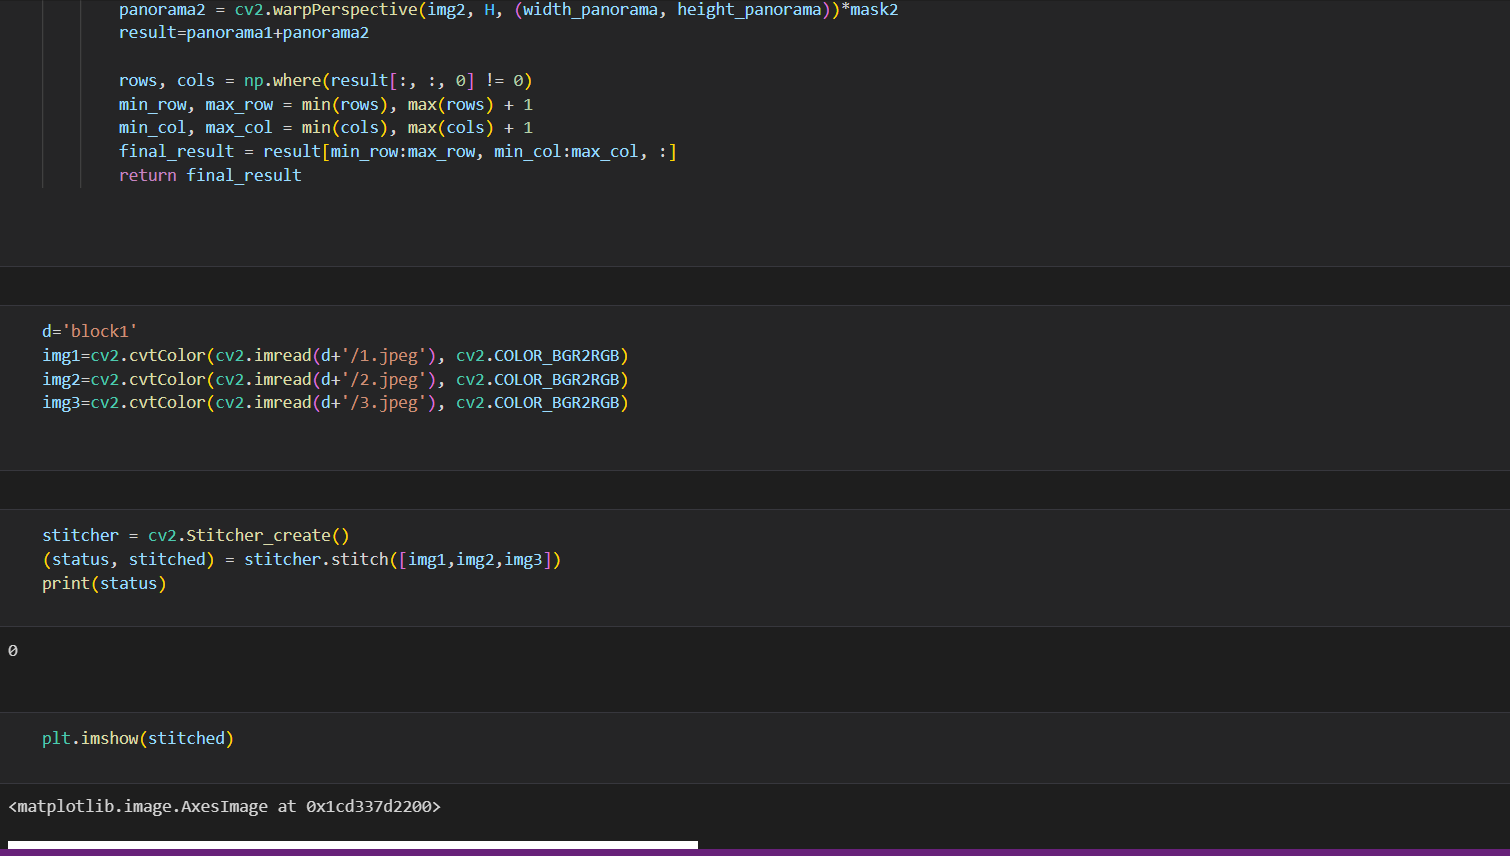 panorama2 = cv2.warpPerspective(img2, H, (width_panorama, height_panorama))*mask2
result=panorama1+panorama2
rows, cols = np.where(result[:, :, 0] != 0)
min_row, max_row = min(rows), max(rows) + 1
min_col, max_col = min(cols), max(cols) + 1
final_result = result[min_row:max_row, min_col:max_col, :]
return final_result
d='block1'
img1=cv2.cvtColor(cv2.imread(d+'/1.jpeg'), cv2.COLOR_BGR2RGB)
img2=cv2.cvtColor(cv2.imread(d+'/2.jpeg'), cv2.COLOR_BGR2RGB)
img3=cv2.cvtColor(cv2.imread(d+'/3.jpeg'), cv2.COLOR_BGR2RGB)
stitcher = cv2.Stitcher_create()
(status, stitched) = stitcher.stitch([img1,img2,img3])
print(status)
0
plt.imshow(stitched)
<matplotlib.image.AxesImage at 0x1cd337d2200>